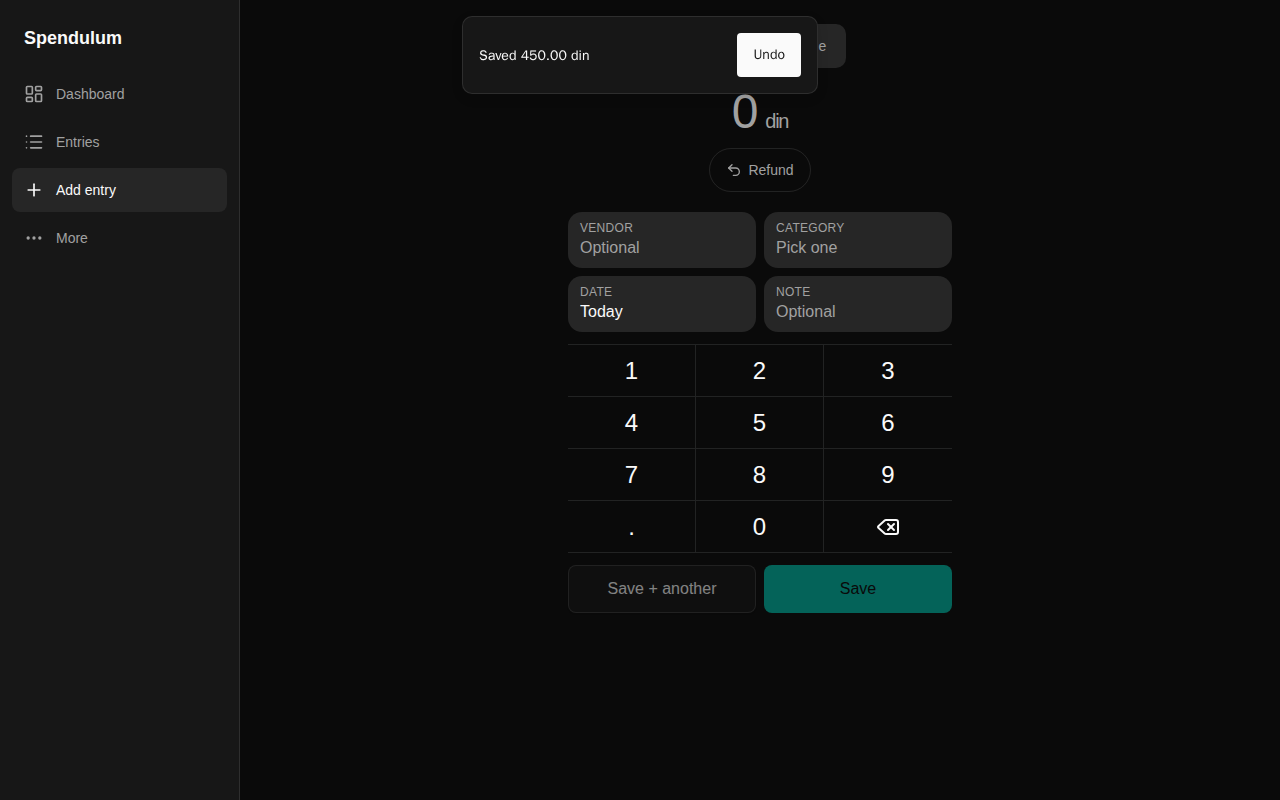 Spendulum
Dashboard
Entries
Add entry
More
Saved 450.00 din
Undo
0 din
Refund
VENDOR
Optional
CATEGORY
Pick one
DATE
Today
NOTE
Optional
1 2 3
4 5 6
7 8 9
. 0
Save + another
Save